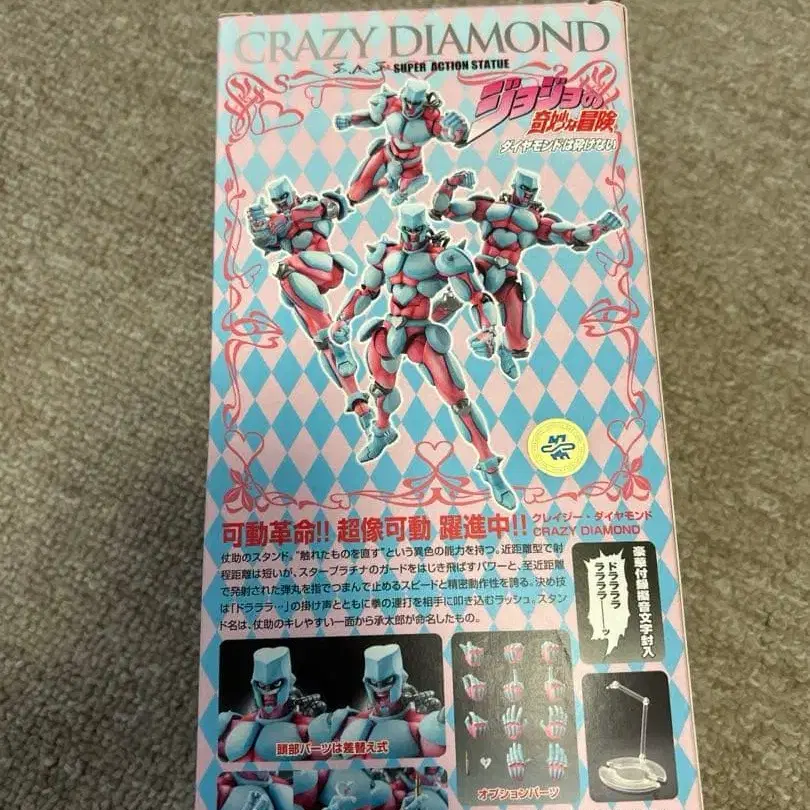 CRAZY DIAMOND
S.A.S SUPER ACTION STATUE
ジョジョの
奇妙な冒険
ダイヤモンドは砕けない
可動革命!! 超像可動 躍進中!!
クレイジー・ダイヤモンド
CRAZY DIAMOND
仗助のスタンド。“触れたものを直す”という異色の能力を持つ。近距離型で射
程距離は短いが、スタープラチナのガードをはじき飛ばすパワーと、至近距離
で発射された弾丸を指でつまんで止めるスピードと精密動作性を誇る。決め技
は「ドラララ…」の掛け声とともに拳の連打を相手に叩き込むラッシュ。スタン
ド名は、仗助のキレやすい一面から承太郎が命名したもの。
豪華付録擬音文字封入
ドララララ
ララララーッ
頭部パーツは差替え式
オプションパーツ